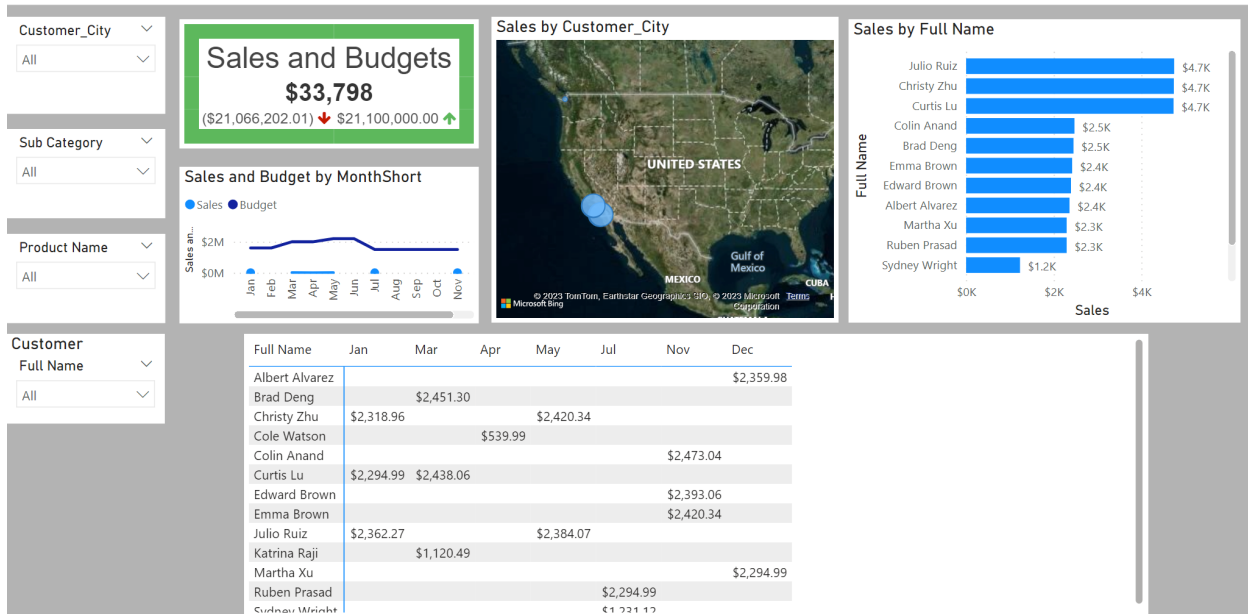 Customer_City
All
Sub Category
All
Product Name
All
Customer
Full Name
All
Sales and Budgets
$33,798
($21,066,202.01) $21,100,000.00
Sales and Budget by MonthShort
Sales Budget
Sales an...
$2M
$0M
Jan Feb Mar Apr May Jun Jul Aug Sep Oct Nov
Sales by Customer_City
UNITED STATES
Gulf of
Mexico
MEXICO
CUBA
© 2023 TomTom, Earthstar Geographics SIO, © 2023 Microsoft Terms
Microsoft Bing Corporation
Sales by Full Name
Full Name
Julio Ruiz $4.7K
Christy Zhu $4.7K
Curtis Lu $4.7K
Colin Anand $2.5K
Brad Deng $2.5K
Emma Brown $2.4K
Edward Brown $2.4K
Albert Alvarez $2.4K
Martha Xu $2.3K
Ruben Prasad $2.3K
Sydney Wright $1.2K
$0K $2K $4K
Sales
Full Name Jan Mar Apr May Jul Nov Dec
Albert Alvarez $2,359.98
Brad Deng $2,451.30
Christy Zhu $2,318.96 $2,420.34
Cole Watson $539.99
Colin Anand $2,473.04
Curtis Lu $2,294.99 $2,438.06
Edward Brown $2,393.06
Emma Brown $2,420.34
Julio Ruiz $2,362.27 $2,384.07
Katrina Raji $1,120.49
Martha Xu $2,294.99
Ruben Prasad $2,294.99
Sydney Wright $1,231.12